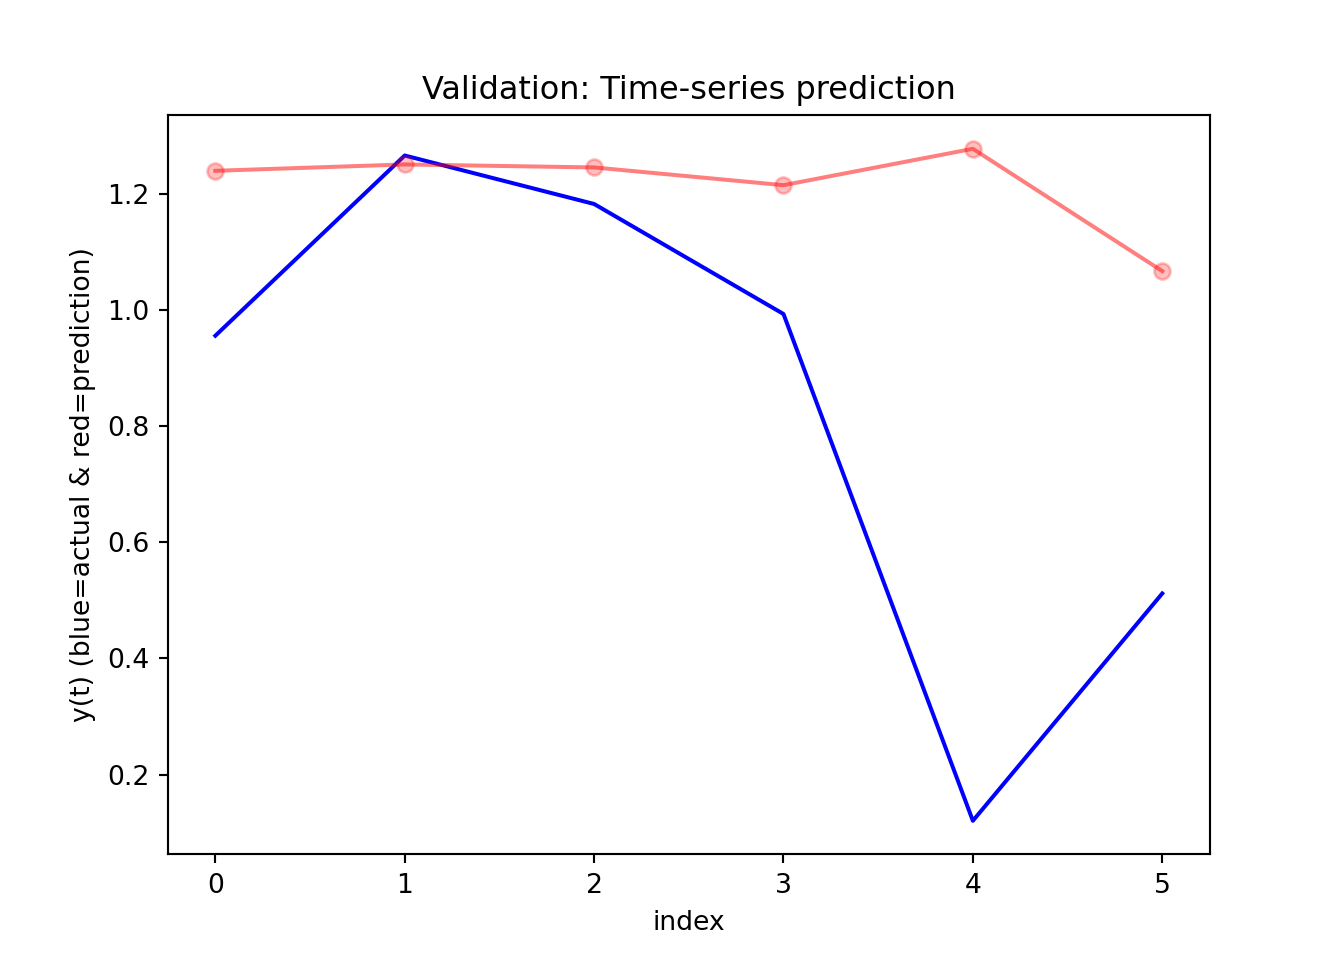 Validation: Time-series prediction
y(t) (blue=actual & red=prediction)
1.2
1.0
0.8
0.6
0.4
0.2
0 1 2 3 4 5
index